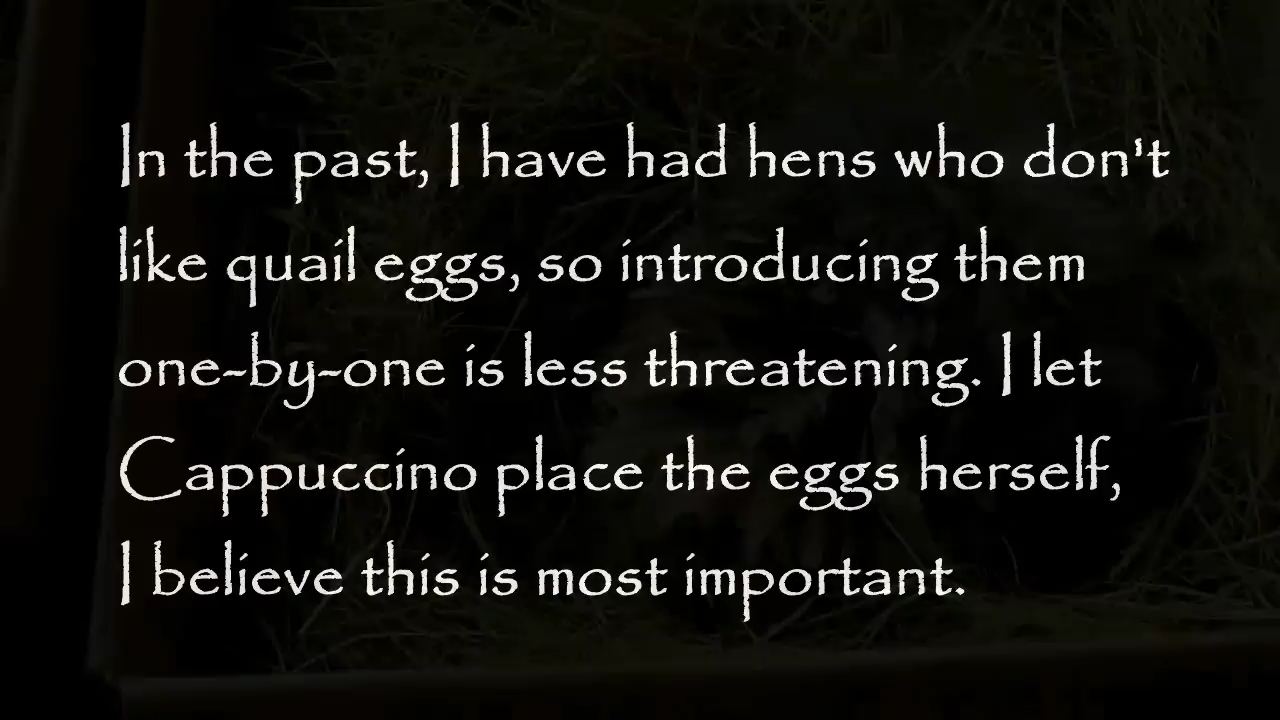 In the past, I have had hens who don't
like quail eggs, so introducing them
one-by-one is less threatening. I let
Cappuccino place the eggs herself,
I believe this is most important.